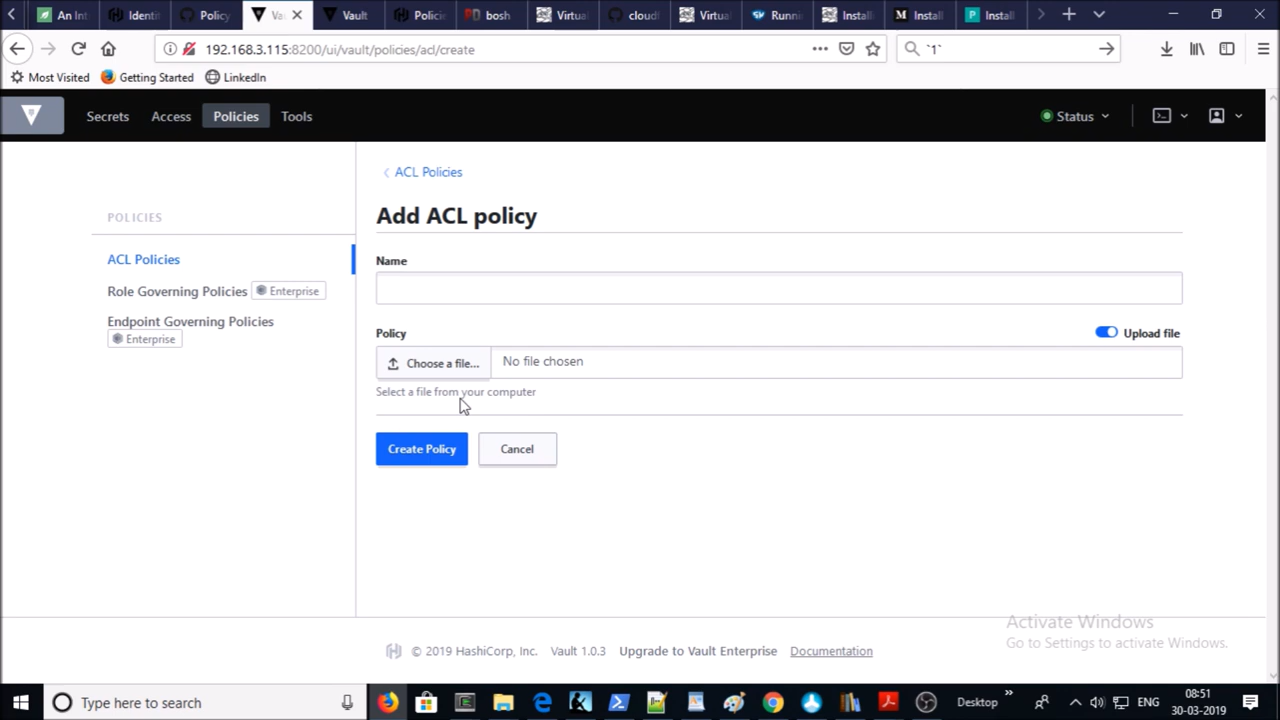 An Int
Identi
Policy
Vau
Vault
Policie
bosh
Virtua
cloudf
Virtua
Runni
Install
Install
Install
192.168.3.115:8200/ui/vault/policies/acl/create
`1`
Most Visited
Getting Started
LinkedIn
Secrets
Access
Policies
Tools
Status
ACL Policies
POLICIES
Add ACL policy
ACL Policies
Name
Role Governing Policies
Enterprise
Endpoint Governing Policies
Enterprise
Policy
Upload file
Choose a file...
No file chosen
Select a file from your computer
Create Policy
Cancel
Activate Windows
Go to Settings to activate Windows.
© 2019 HashiCorp, Inc.
Vault 1.0.3
Upgrade to Vault Enterprise
Documentation
Type here to search
Desktop
ENG
08:51
30-03-2019